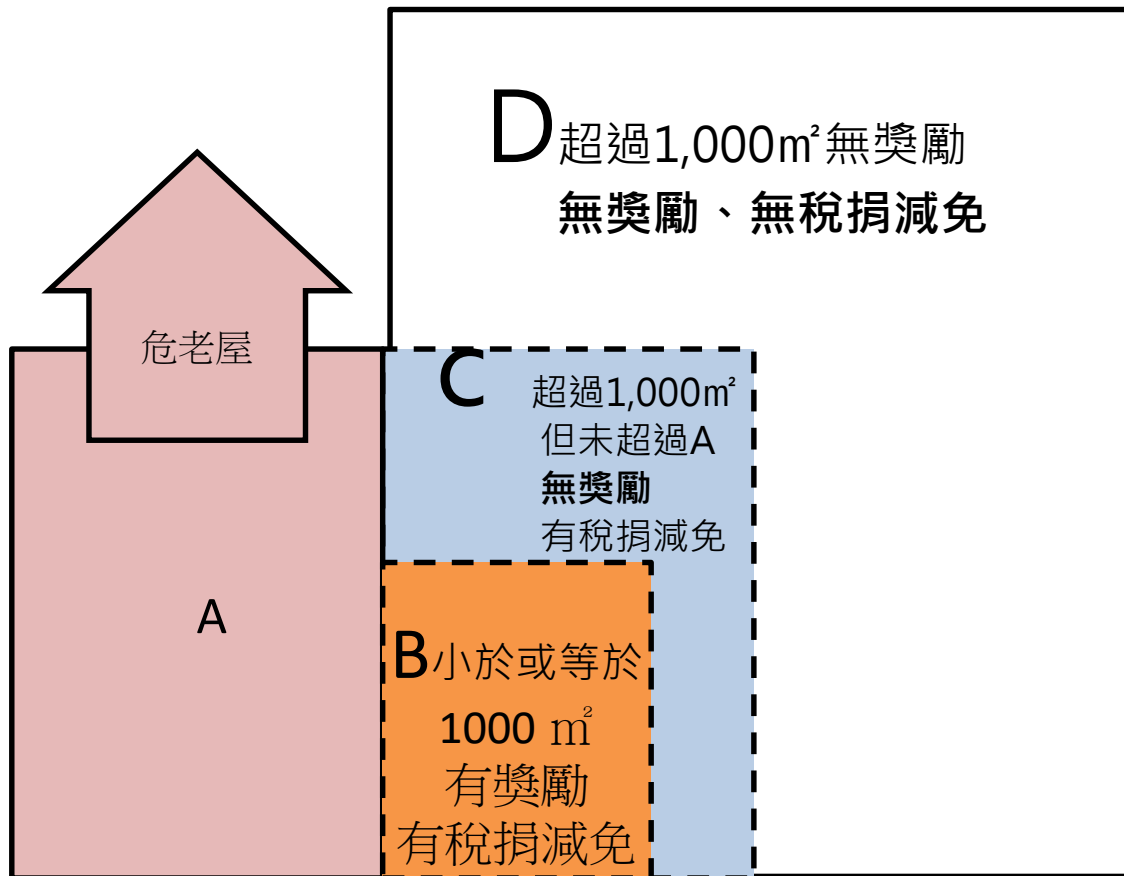 D超過1,000㎡無獎勵
無獎勵、無稅捐減免
危老屋
A
C 超過1,000㎡
但未超過A
無獎勵
有稅捐減免
B小於或等於
1000 ㎡
有獎勵
有稅捐減免